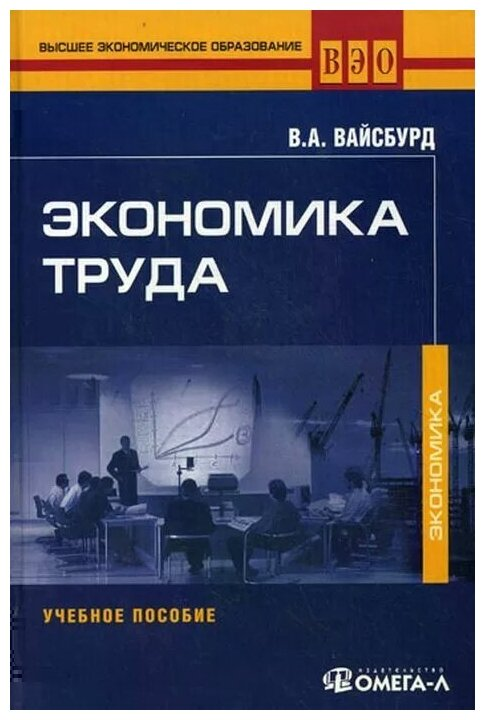 ВЫСШЕЕ ЭКОНОМИЧЕСКОЕ ОБРАЗОВАНИЕ
ВЭО
В.А. ВАЙСБУРД
ЭКОНОМИКА
ТРУДА
ЭКОНОМИКА
УЧЕБНОЕ ПОСОБИЕ
ИЗДАТЕЛЬСТВО
ОМЕГА-Л